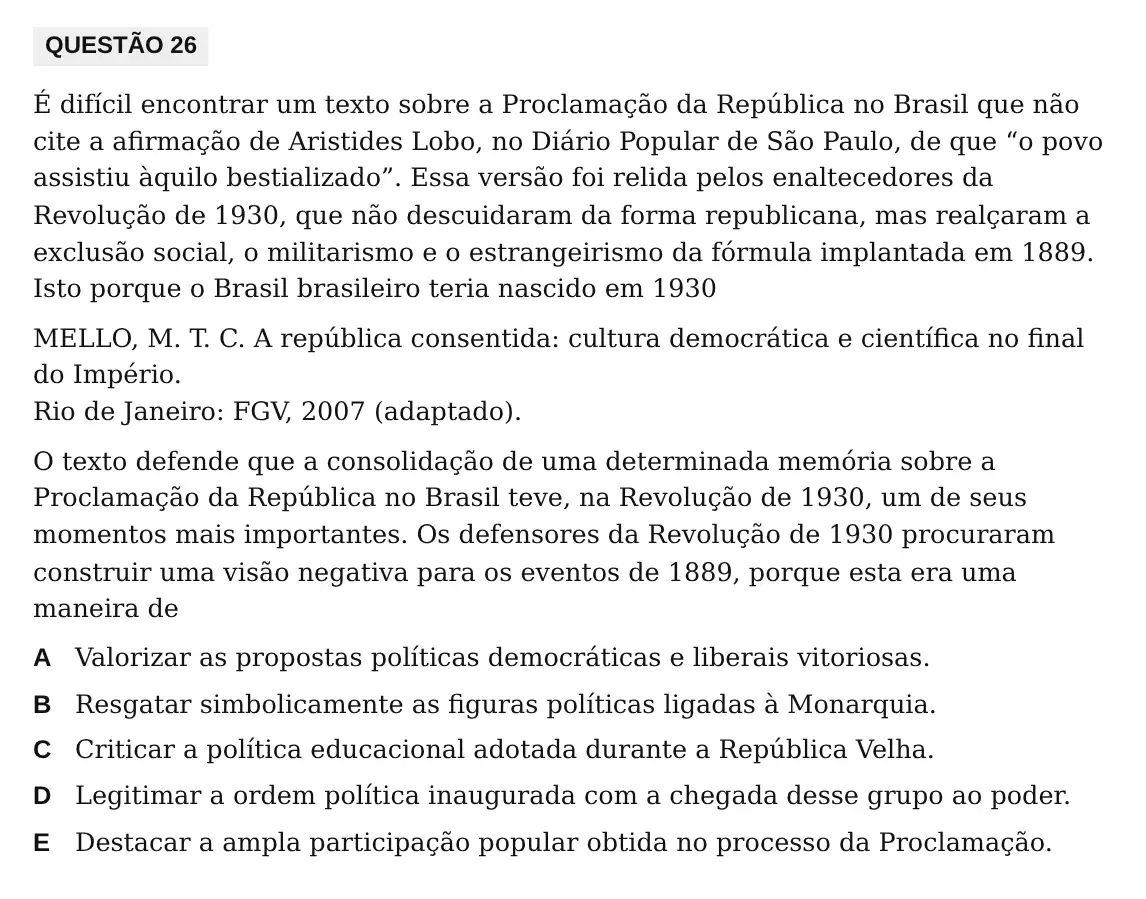 QUESTÃO 26
É difícil encontrar um texto sobre a Proclamação da República no Brasil que não
cite a afirmação de Aristides Lobo, no Diário Popular de São Paulo, de que “o povo
assistiu àquilo bestializado”. Essa versão foi relida pelos enaltecedores da
Revolução de 1930, que não descuidaram da forma republicana, mas realçaram a
exclusão social, o militarismo e o estrangeirismo da fórmula implantada em 1889.
Isto porque o Brasil brasileiro teria nascido em 1930
MELLO, M. T. C. A república consentida: cultura democrática e científica no final
do Império.
Rio de Janeiro: FGV, 2007 (adaptado).
O texto defende que a consolidação de uma determinada memória sobre a
Proclamação da República no Brasil teve, na Revolução de 1930, um de seus
momentos mais importantes. Os defensores da Revolução de 1930 procuraram
construir uma visão negativa para os eventos de 1889, porque esta era uma
maneira de
A Valorizar as propostas políticas democráticas e liberais vitoriosas.
B Resgatar simbolicamente as figuras políticas ligadas à Monarquia.
C Criticar a política educacional adotada durante a República Velha.
D Legitimar a ordem política inaugurada com a chegada desse grupo ao poder.
E Destacar a ampla participação popular obtida no processo da Proclamação.